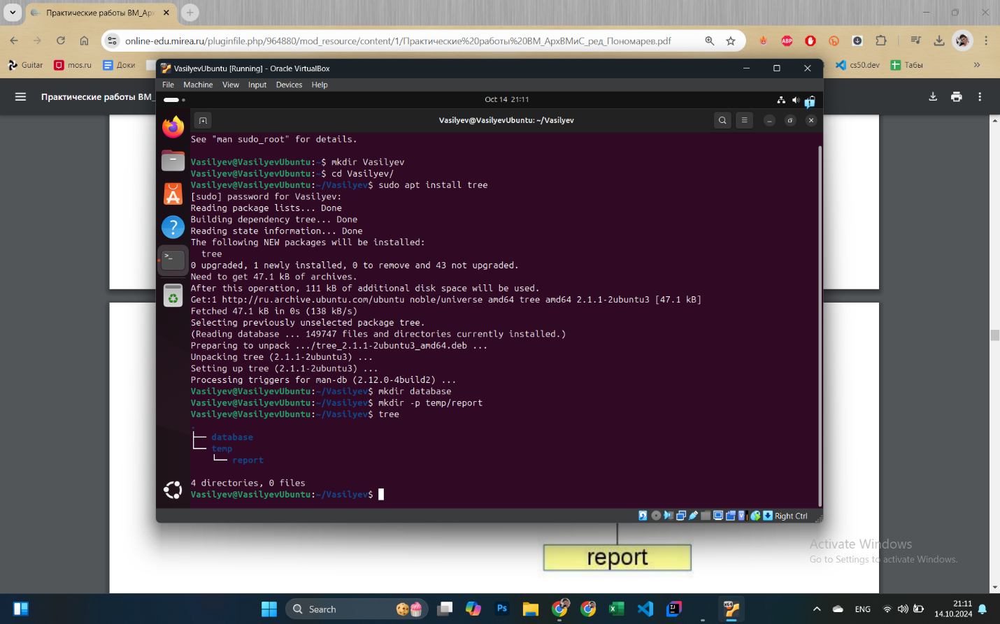 Практические работы ВМ_Арх
online-edu.mirea.ru/pluginfile.php/964880/mod_resource/content/1/Практические%20работы%20ВМ_АрхВМиС_ред_Пономарев.pdf
ABP
Guitar
mos.ru
Доки
cs50.dev
Табы
Практические работы ВМ_
VasilyevUbuntu [Running] - Oracle VirtualBox
File Machine View Input Devices Help
Oct 14 21:11
Vasilyev@VasilyevUbuntu: ~/Vasilyev
See "man sudo_root" for details.
Vasilyev@VasilyevUbuntu:~$ mkdir Vasilyev
Vasilyev@VasilyevUbuntu:~$ cd Vasilyev/
Vasilyev@VasilyevUbuntu:~/Vasilyev$ sudo apt install tree
[sudo] password for Vasilyev:
Reading package lists... Done
Building dependency tree... Done
Reading state information... Done
The following NEW packages will be installed:
tree
0 upgraded, 1 newly installed, 0 to remove and 43 not upgraded.
Need to get 47.1 kB of archives.
After this operation, 111 kB of additional disk space will be used.
Get:1 http://ru.archive.ubuntu.com/ubuntu noble/universe amd64 tree amd64 2.1.1-2ubuntu3 [47.1 kB]
Fetched 47.1 kB in 0s (138 kB/s)
Selecting previously unselected package tree.
(Reading database ... 149747 files and directories currently installed.)
Preparing to unpack .../tree_2.1.1-2ubuntu3_amd64.deb ...
Unpacking tree (2.1.1-2ubuntu3) ...
Setting up tree (2.1.1-2ubuntu3) ...
Processing triggers for man-db (2.12.0-4build2) ...
Vasilyev@VasilyevUbuntu:~/Vasilyev$ mkdir database
Vasilyev@VasilyevUbuntu:~/Vasilyev$ mkdir -p temp/report
Vasilyev@VasilyevUbuntu:~/Vasilyev$ tree
.
├── database
└── temp
    └── report
4 directories, 0 files
Vasilyev@VasilyevUbuntu:~/Vasilyev$
Right Ctrl
report
Activate Windows
Go to Settings to activate Windows.
Search
Ps
ENG
21:11
14.10.2024